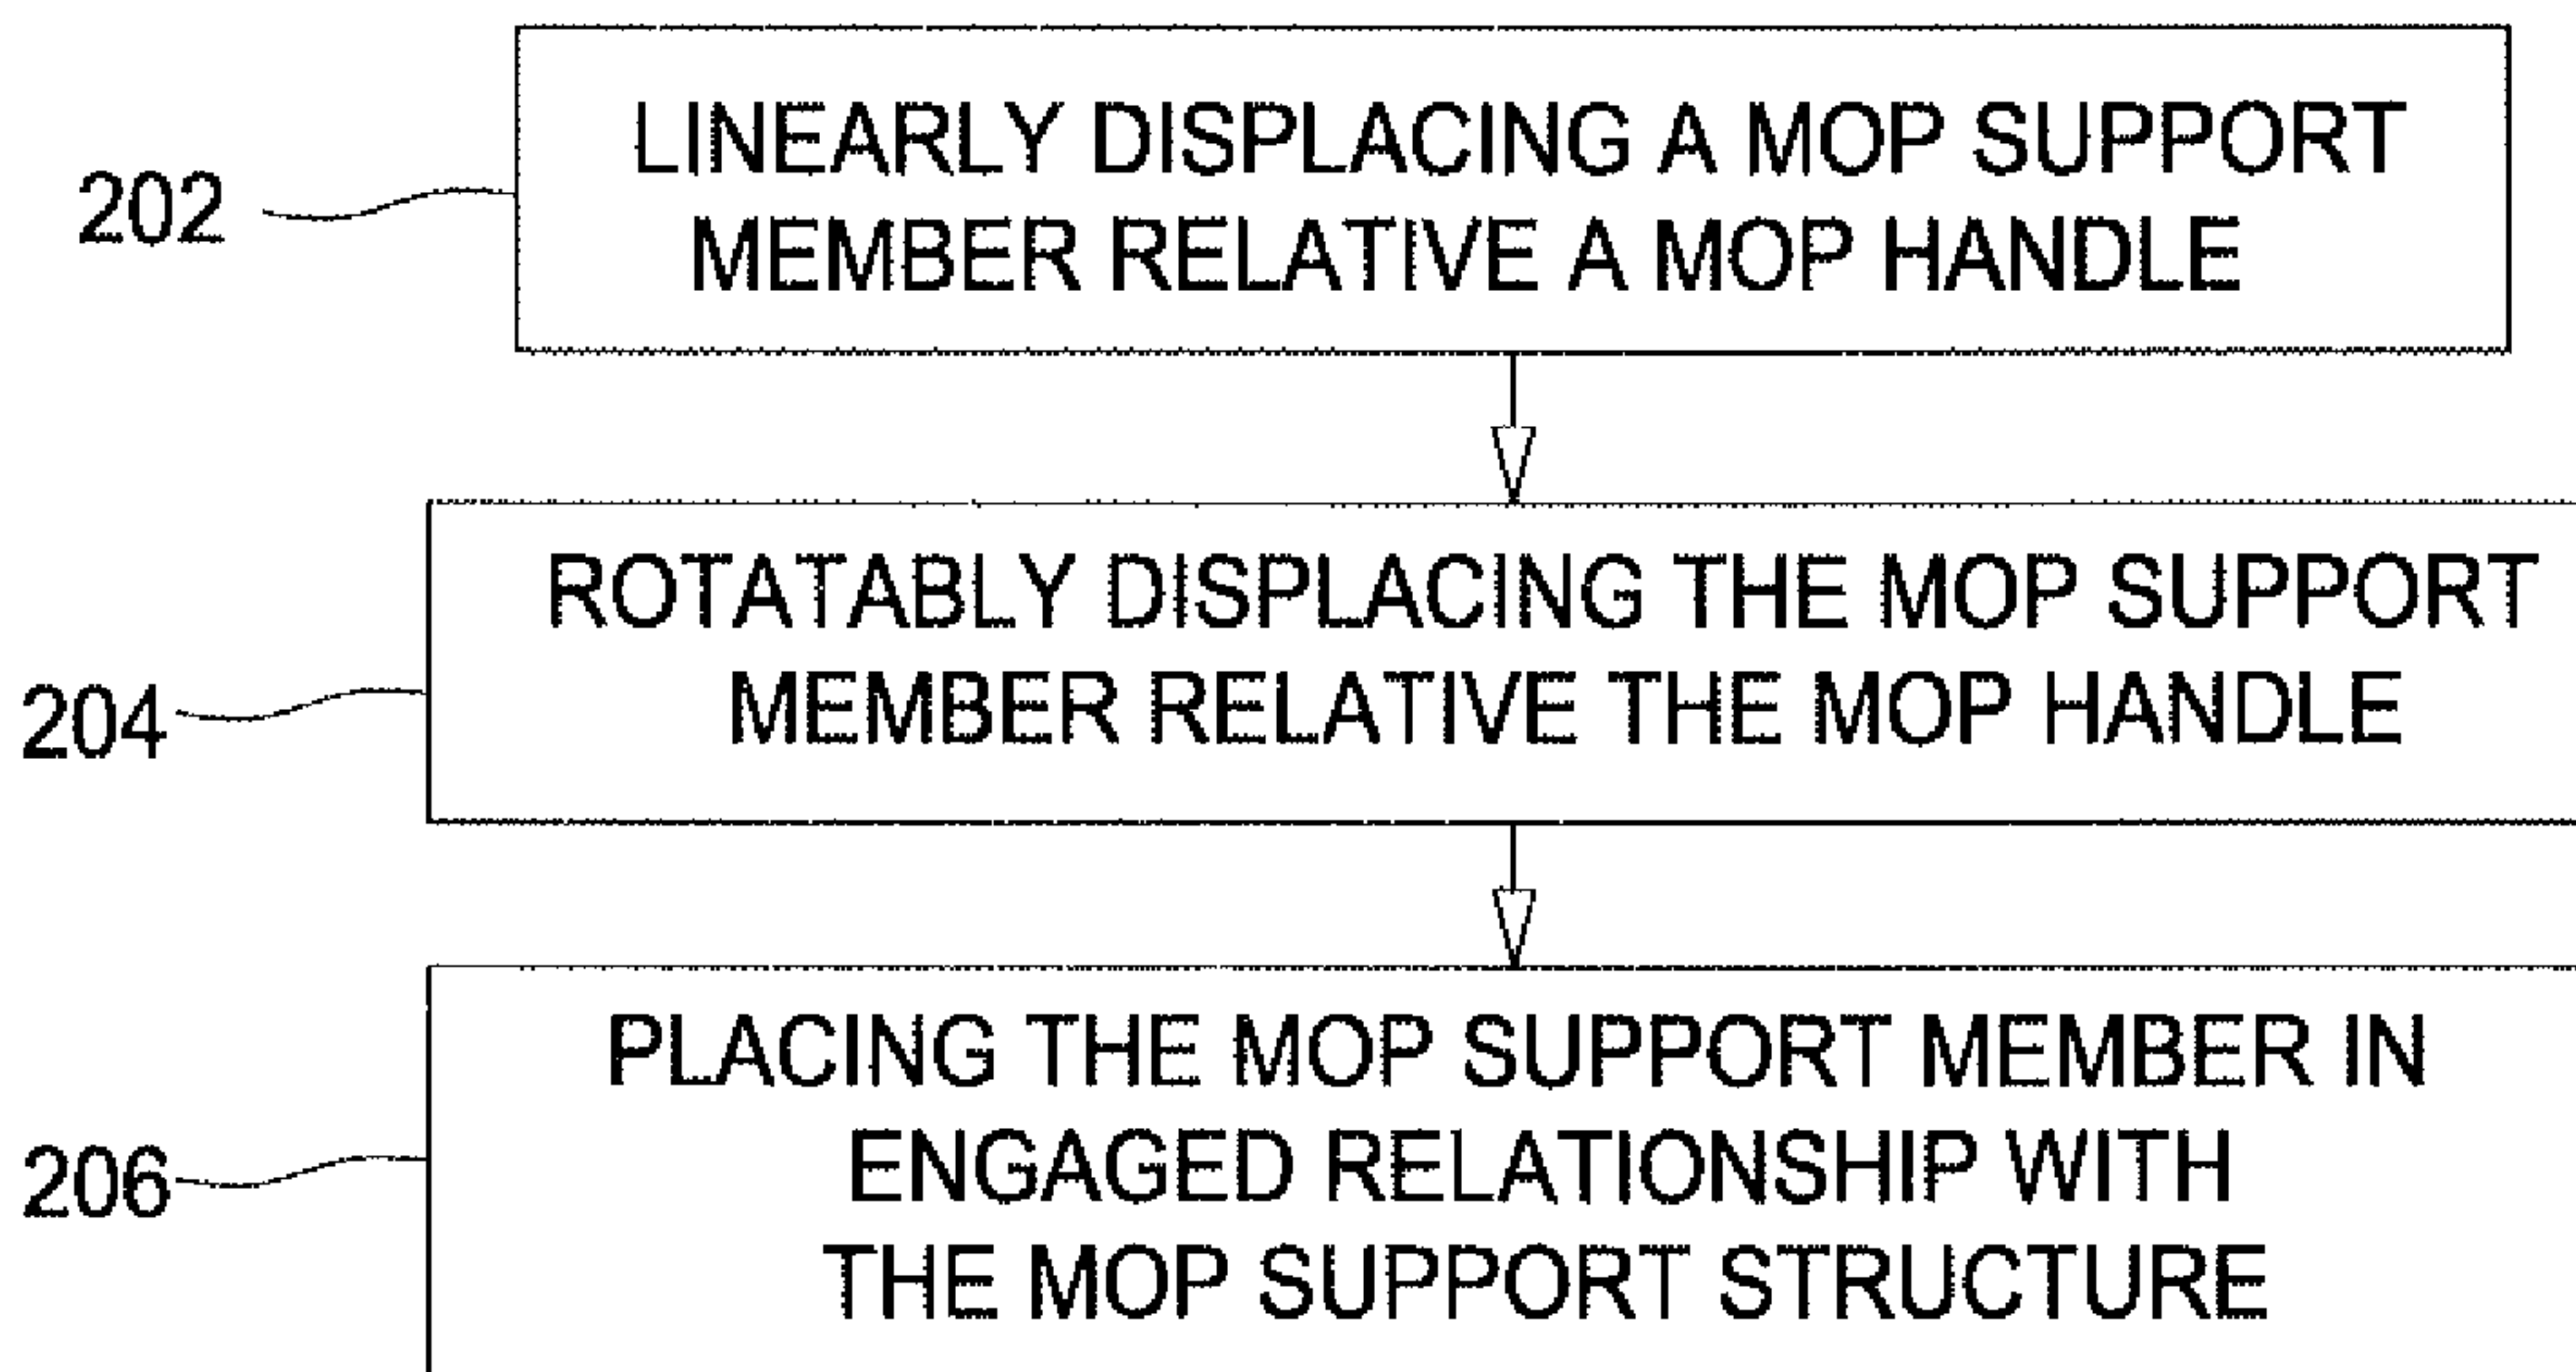 202
LINEARLY DISPLACING A MOP SUPPORT
MEMBER RELATIVE A MOP HANDLE
204
ROTATABLY DISPLACING THE MOP SUPPORT
MEMBER RELATIVE THE MOP HANDLE
206
PLACING THE MOP SUPPORT MEMBER IN
ENGAGED RELATIONSHIP WITH
THE MOP SUPPORT STRUCTURE